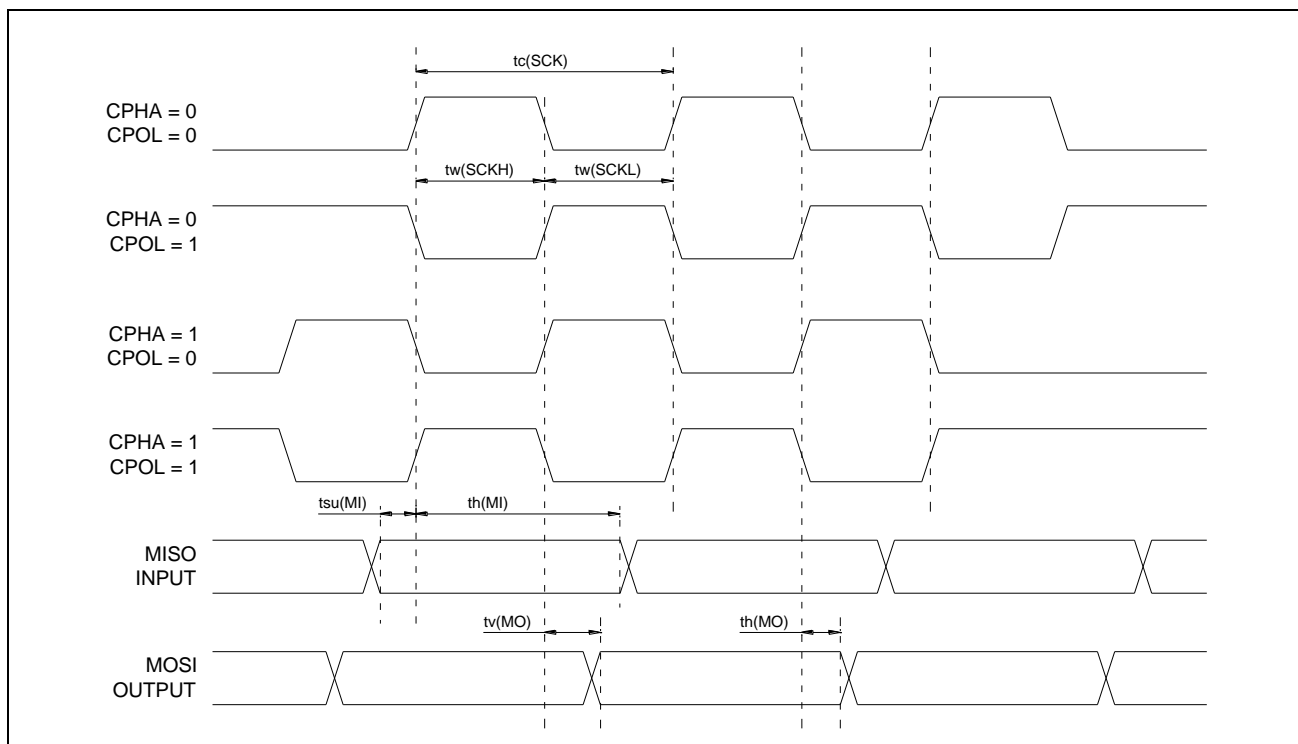 tc(SCK)
CPHA = 0
CPOL = 0
tw(SCKH)
tw(SCKL)
CPHA = 0
CPOL = 1
CPHA = 1
CPOL = 0
CPHA = 1
CPOL = 1
tsu(MI)
th(MI)
MISO
INPUT
tv(MO)
th(MO)
MOSI
OUTPUT